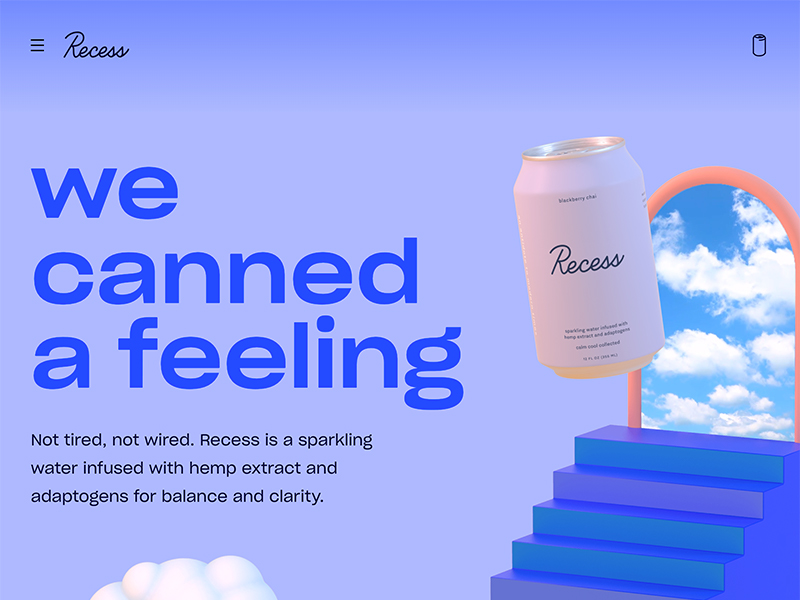 Recess
we
canned
a feeling
Not tired, not wired. Recess is a sparkling
water infused with hemp extract and
adaptogens for balance and clarity.
blackberry chai
Recess
sparkling water infused with
hemp extract and adaptogens
calm cool collected
12 FL OZ (355 ML)